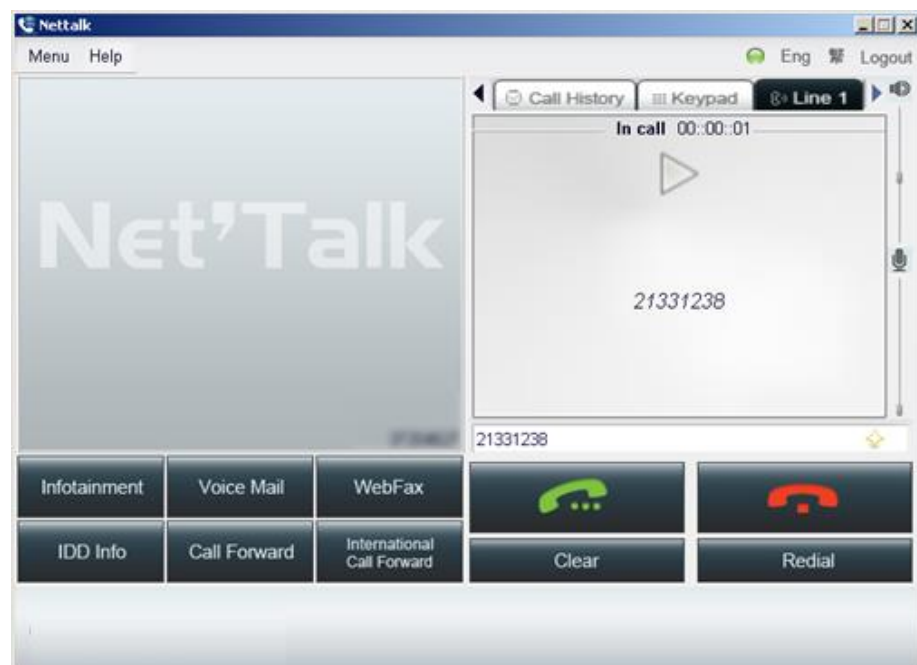 Nettalk
Menu Help
Eng 繁 Logout
Call History Keypad Line 1
In call 00::00::01
Net'Talk
21331238
21331238
Infotainment Voice Mail WebFax
IDD Info Call Forward International
Call Forward
Clear Redial